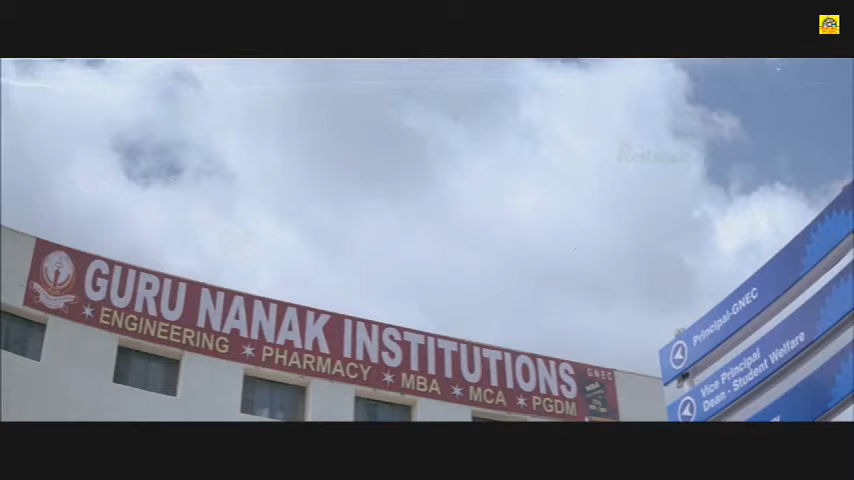 GURU NANAK INSTITUTIONS
ENGINEERING ✶ PHARMACY ✶ MBA ✶ MCA ✶ PGDM
GNEC
Principal-GNEC
Vice Principal
Dean - Student Welfare